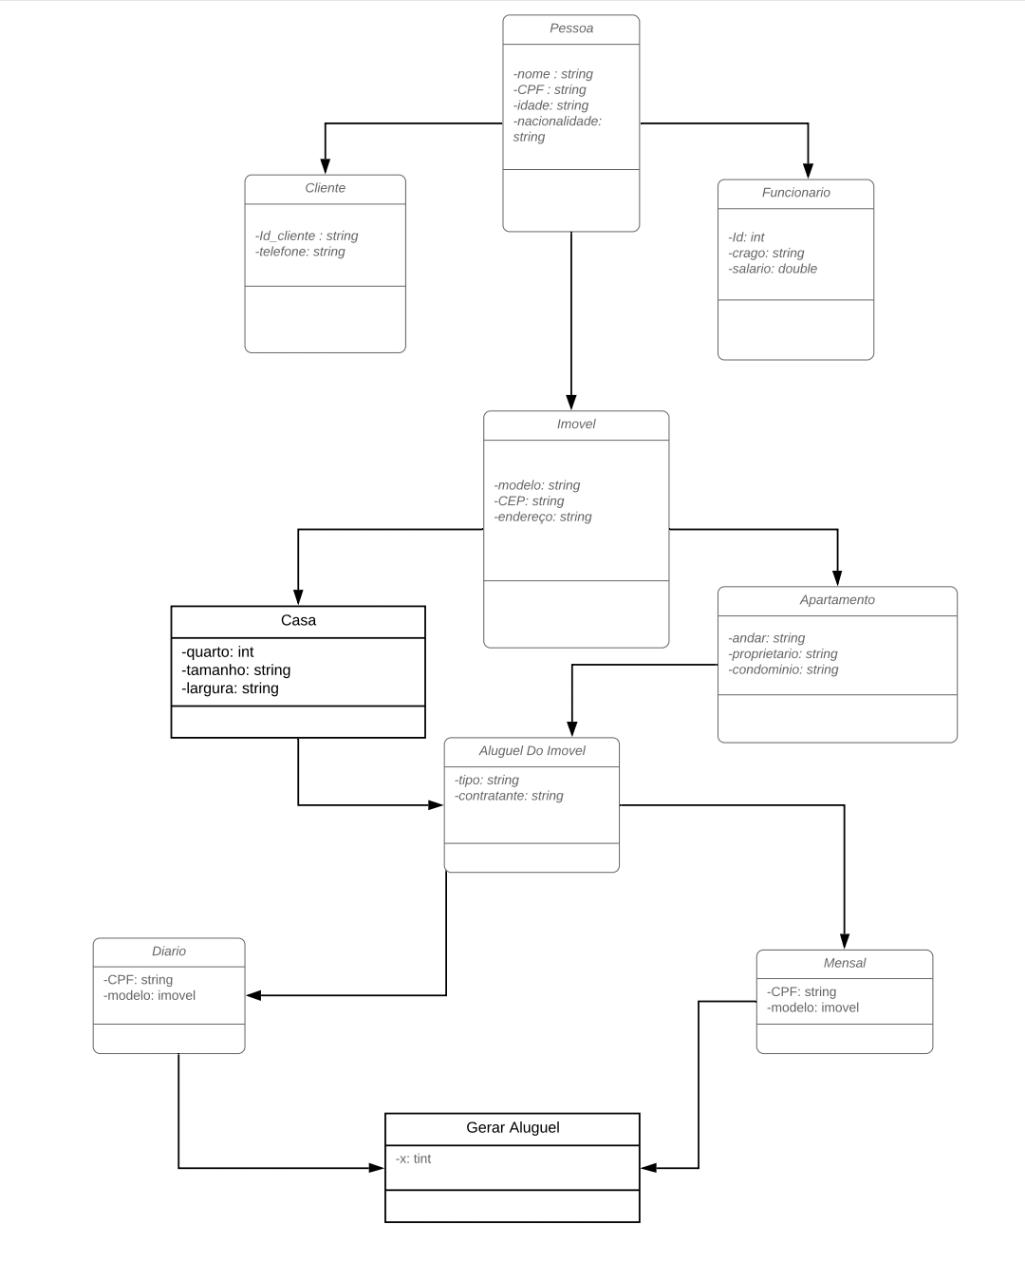 Pessoa
-nome : string
-CPF : string
-idade: string
-nacionalidade:
string
Cliente
-Id_cliente : string
-telefone: string
Funcionario
-Id: int
-crago: string
-salario: double
Imovel
-modelo: string
-CEP: string
-endereço: string
Casa
-quarto: int
-tamanho: string
-largura: string
Apartamento
-andar: string
-proprietario: string
-condominio: string
Aluguel Do Imovel
-tipo: string
-contratante: string
Diario
-CPF: string
-modelo: imovel
Mensal
-CPF: string
-modelo: imovel
Gerar Aluguel
-x: tint